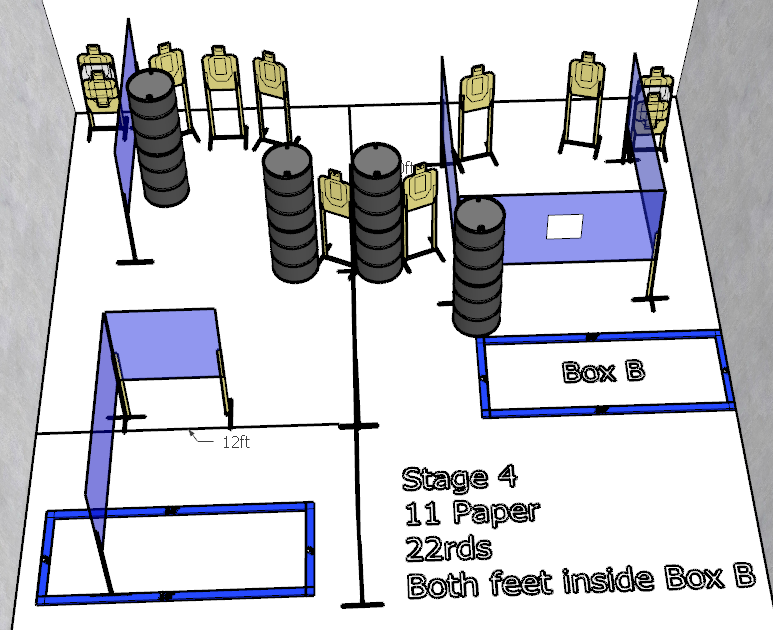 Box B
12ft
Stage 4
11 Paper
22rds
Both feet inside Box B